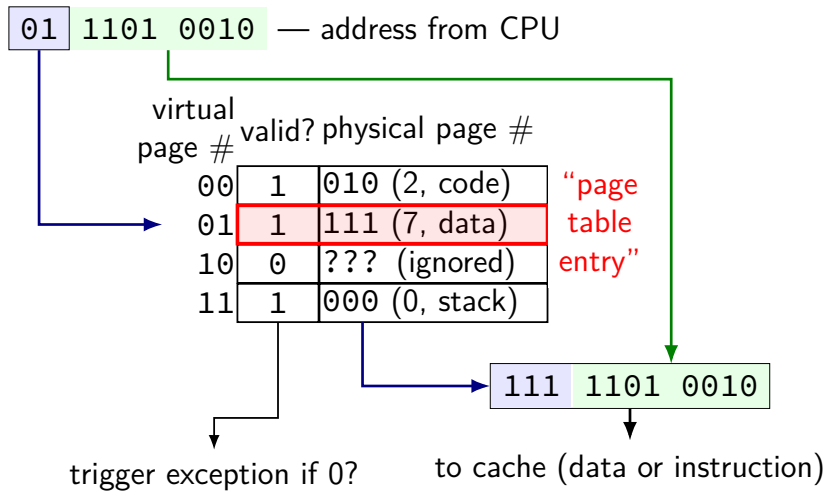 01 1101 0010 — address from CPU
virtual
page #
valid? physical page #
00 1 010 (2, code)
01 1 111 (7, data)
10 0 ??? (ignored)
11 1 000 (0, stack)
“page
table
entry”
111 1101 0010
trigger exception if 0?
to cache (data or instruction)